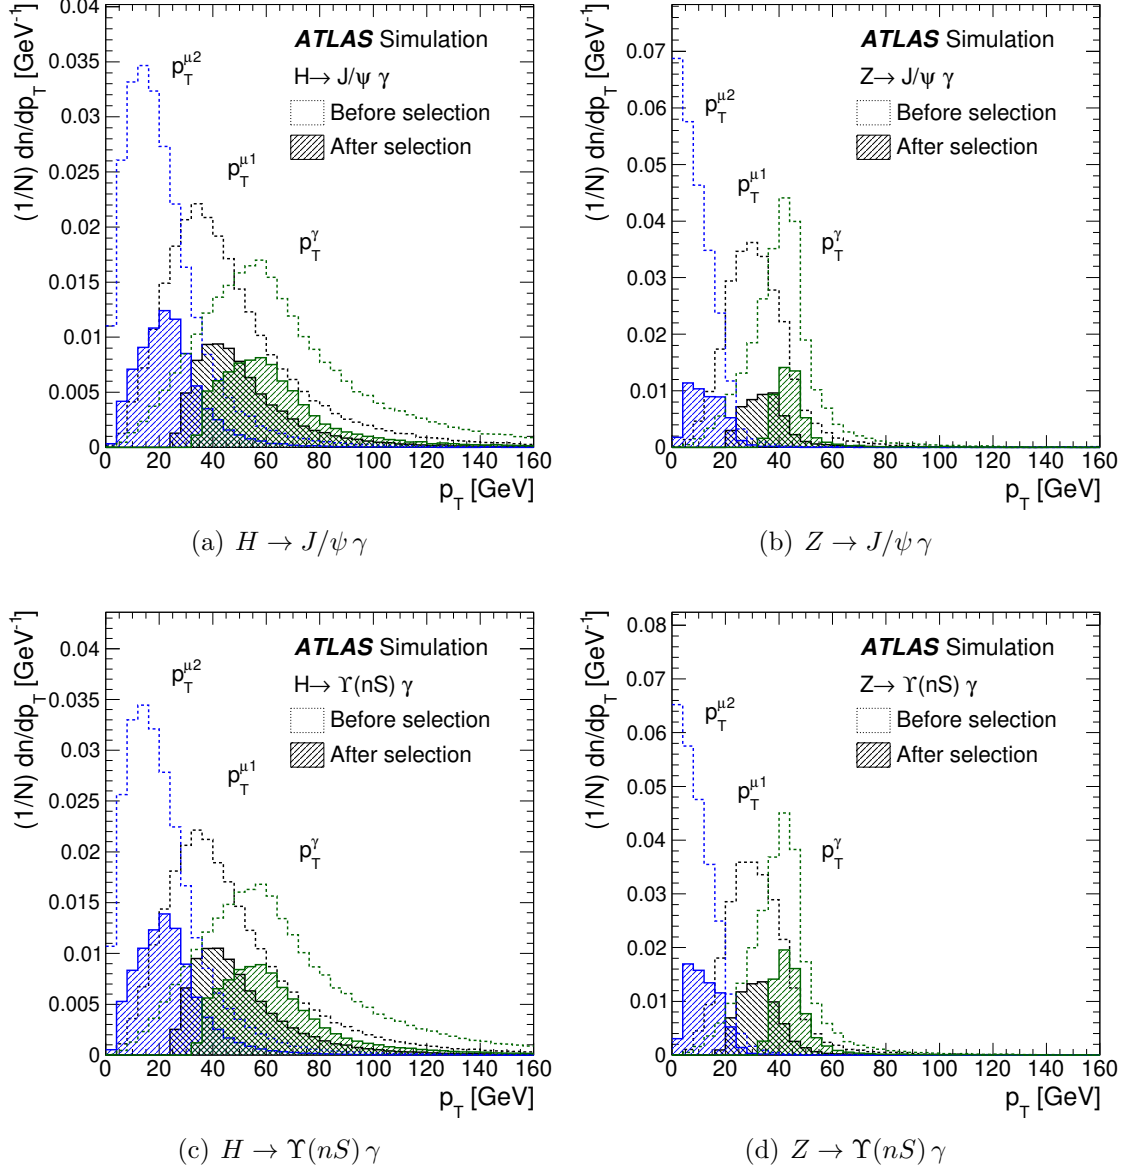 (1/N) dn/dp_T [GeV⁻¹]
0.04
0.035
0.03
0.025
0.02
0.015
0.01
0.005
0
ATLAS Simulation
H→ J/ψ γ
Before selection
After selection
p_T^μ2
p_T^μ1
p_T^γ
0 20 40 60 80 100 120 140 160
p_T [GeV]
(a) H → J/ψ γ
(1/N) dn/dp_T [GeV⁻¹]
0.07
0.06
0.05
0.04
0.03
0.02
0.01
0
ATLAS Simulation
Z→ J/ψ γ
Before selection
After selection
p_T^μ2
p_T^μ1
p_T^γ
0 20 40 60 80 100 120 140 160
p_T [GeV]
(b) Z → J/ψ γ
(1/N) dn/dp_T [GeV⁻¹]
0.04
0.035
0.03
0.025
0.02
0.015
0.01
0.005
0
ATLAS Simulation
H→ ϒ(nS) γ
Before selection
After selection
p_T^μ2
p_T^μ1
p_T^γ
0 20 40 60 80 100 120 140 160
p_T [GeV]
(c) H → ϒ(nS) γ
(1/N) dn/dp_T [GeV⁻¹]
0.08
0.07
0.06
0.05
0.04
0.03
0.02
0.01
0
ATLAS Simulation
Z→ ϒ(nS) γ
Before selection
After selection
p_T^μ2
p_T^μ1
p_T^γ
0 20 40 60 80 100 120 140 160
p_T [GeV]
(d) Z → ϒ(nS) γ